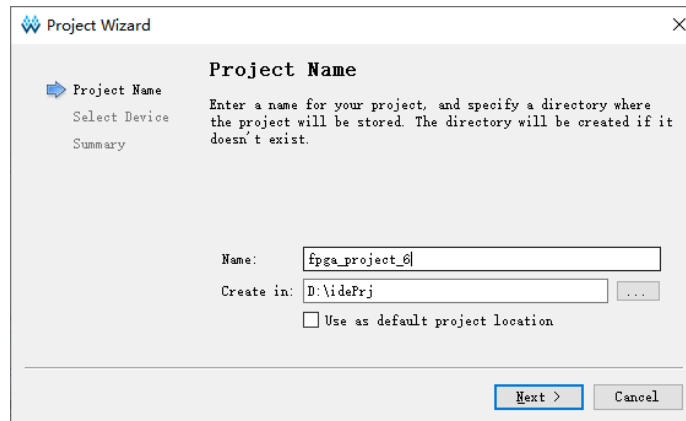 Project Wizard
Project Name
Select Device
Summary
Project Name
Enter a name for your project, and specify a directory where
the project will be stored. The directory will be created if it
doesn't exist.
Name: fpga_project_6
Create in: D:\idePrj ...
Use as default project location
Next > Cancel